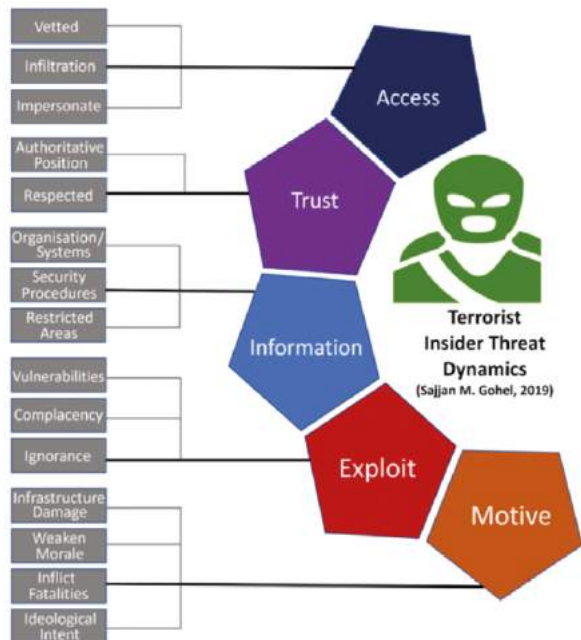 Vetted
Infiltration
Impersonate
Access
Authoritative
Position
Respected
Trust
Organisation/
Systems
Security
Procedures
Restricted
Areas
Information
Terrorist
Insider Threat
Dynamics
(Sajjan M. Gohel, 2019)
Vulnerabilities
Complacency
Ignorance
Exploit
Infrastructure
Damage
Weaken
Morale
Inflict
Fatalities
Ideological
Intent
Motive